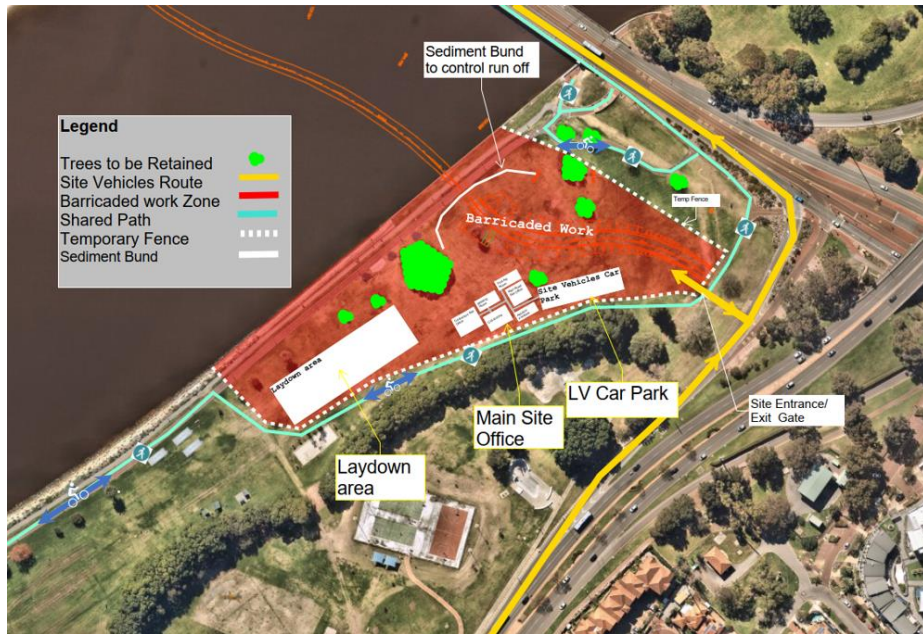 Sediment Bund
to control run off
Legend
Trees to be Retained
Site Vehicles Route
Barricaded work Zone
Shared Path
Temporary Fence
Sediment Bund
Temp Fence
Barricaded Work
Site Vehicles Car
Park
Laydown area
LV Car Park
Main Site
Office
Site Entrance/
Exit Gate
Laydown
area